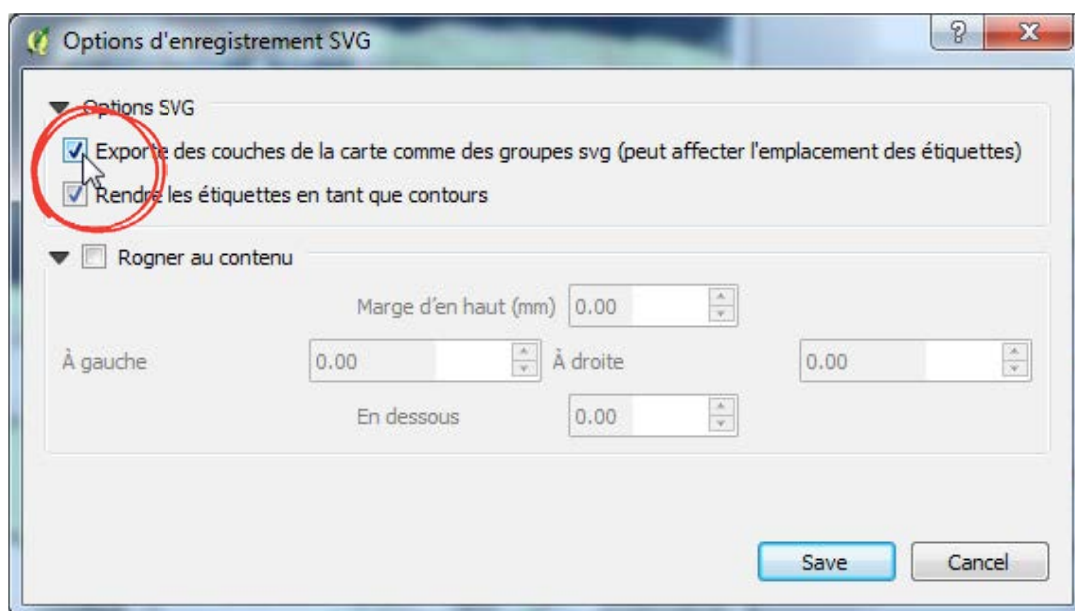 Options d'enregistrement SVG
Options SVG
Exporte des couches de la carte comme des groupes svg (peut affecter l'emplacement des étiquettes)
Rendre les étiquettes en tant que contours
Rogner au contenu
Marge d'en haut (mm) 0.00
À gauche 0.00 À droite 0.00
En dessous 0.00
Save Cancel